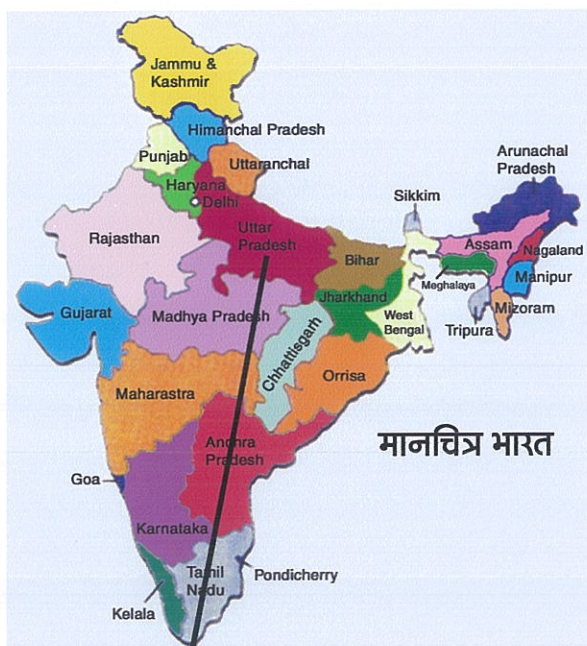 Jammu &
Kashmir
Himanchal Pradesh
Punjab
Uttaranchal
Haryana
Delhi
Arunachal
Pradesh
Sikkim
Rajasthan
Uttar
Pradesh
Bihar
Assam
Nagaland
Meghalaya
Manipur
Jharkhand
Gujarat
Madhya Pradesh
West
Bengal
Tripura
Mizoram
Chhattisgarh
Orrisa
Maharastra
मानचित्र भारत
Andhra
Pradesh
Goa
Karnataka
Tamil
Nadu
Pondicherry
Kelala